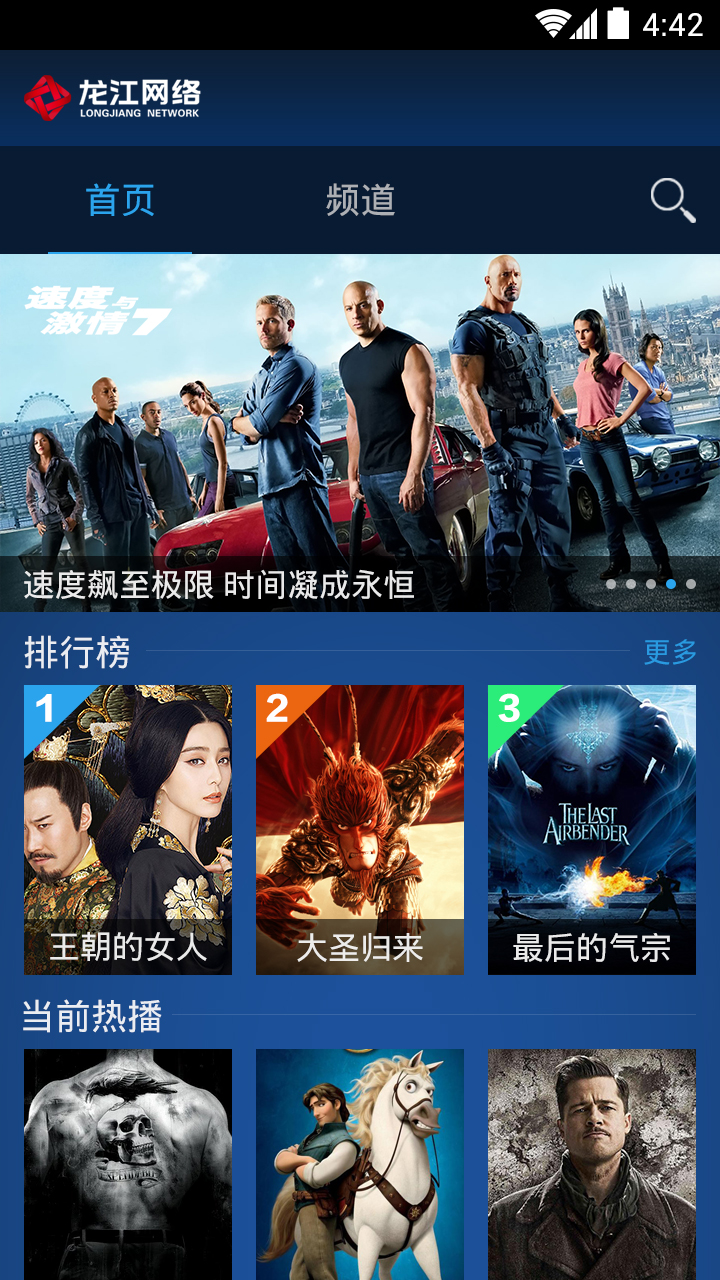 4:42
龙江网络
LONGJIANG NETWORK
首页
频道
速度与
激情7
速度飙至极限 时间凝成永恒
排行榜
更多
1
2
3
THE LAST
AIRBENDER
王朝的女人
大圣归来
最后的气宗
当前热播